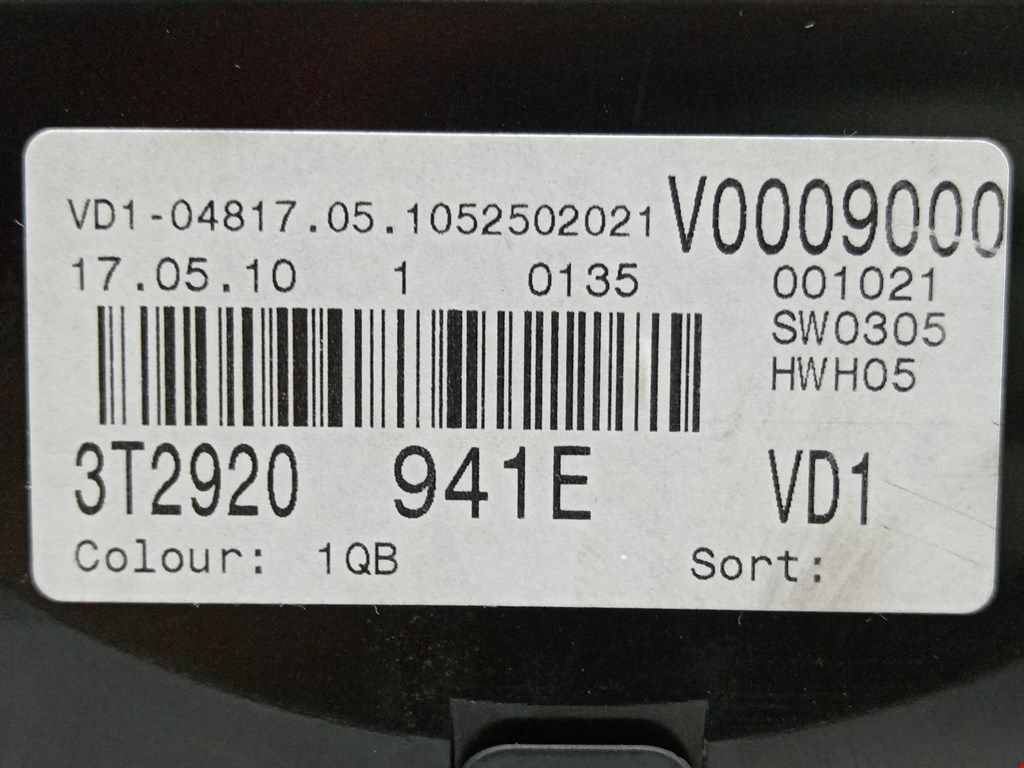 VD1-04817.05.1052502021 V0009000
17.05.10 1 0135 001021
SW0305
HWH05
3T2920 941E VD1
Colour: 1QB Sort: